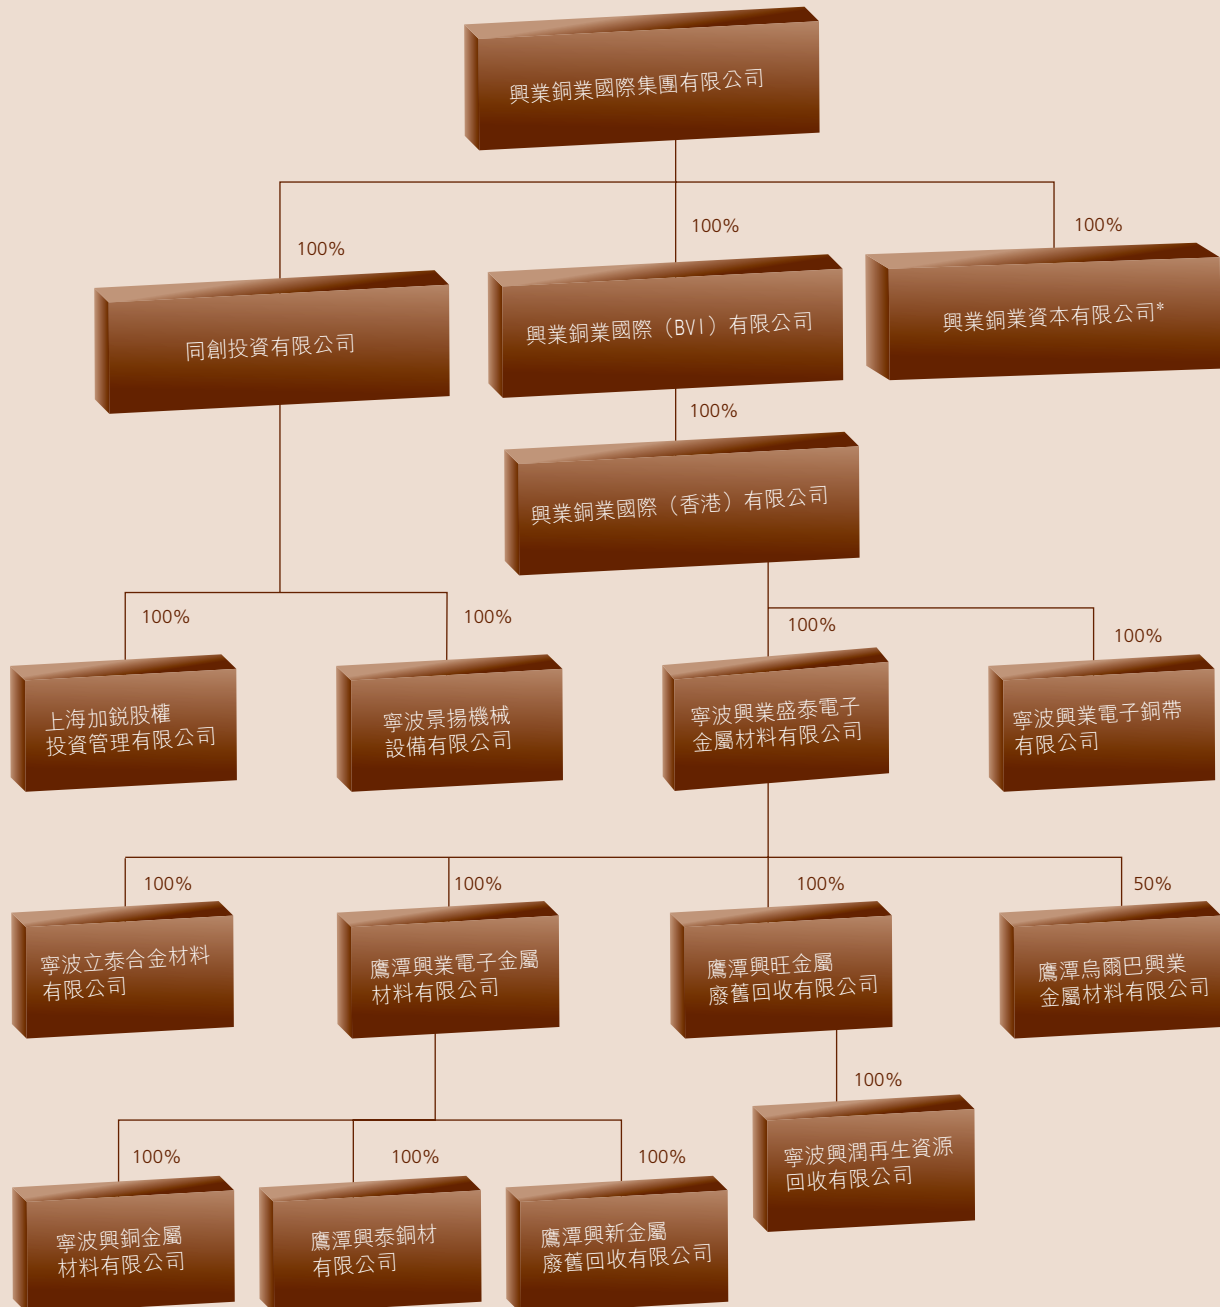 興業銅業國際集團有限公司
100%
100%
100%
同創投資有限公司
興業銅業國際（BVI）有限公司
興業銅業資本有限公司*
100%
興業銅業國際（香港）有限公司
100%
100%
100%
100%
上海加銳股權
投資管理有限公司
寧波景揚機械
設備有限公司
寧波興業盛泰電子
金屬材料有限公司
寧波興業電子銅帶
有限公司
100%
100%
100%
50%
寧波立泰合金材料
有限公司
鷹潭興業電子金屬
材料有限公司
鷹潭興旺金屬
廢舊回收有限公司
鷹潭烏爾巴興業
金屬材料有限公司
100%
寧波興潤再生資源
回收有限公司
100%
100%
100%
寧波興銅金屬
材料有限公司
鷹潭興泰銅材
有限公司
鷹潭興新金屬
廢舊回收有限公司